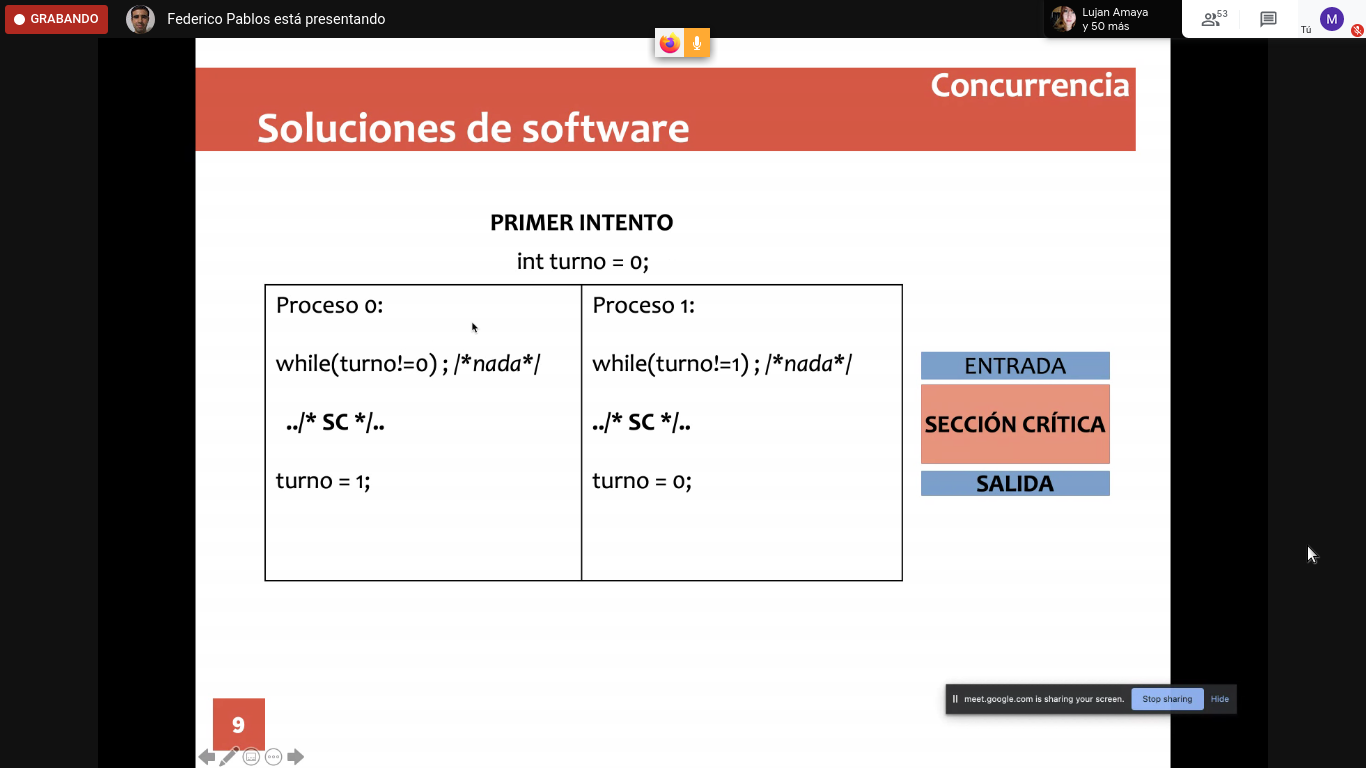 GRABANDO
Federico Pablos está presentando
Lujan Amaya
y 50 más
53
Tú
M
Concurrencia
Soluciones de software
PRIMER INTENTO
int turno = 0;
Proceso 0:
while(turno!=0) ; /*nada*/
../* SC */..
turno = 1;
Proceso 1:
while(turno!=1) ; /*nada*/
../* SC */..
turno = 0;
ENTRADA
SECCIÓN CRÍTICA
SALIDA
meet.google.com is sharing your screen.
Stop sharing
Hide
9